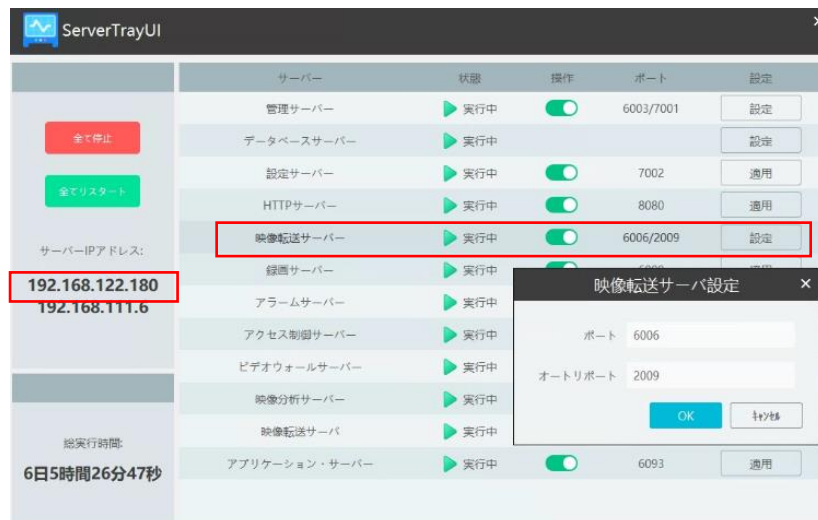 ServerTrayUI
サーバー 状態 操作 ポート 設定
管理サーバー 実行中 6003/7001 設定
データベースサーバー 実行中 設定
設定サーバー 実行中 7002 適用
HTTPサーバー 実行中 8080 適用
映像転送サーバー 実行中 6006/2009 設定
録画サーバー 実行中
アラームサーバー 実行中
アクセス制御サーバー 実行中
ビデオウォールサーバー 実行中
映像分析サーバー 実行中
映像転送サーバ 実行中
アプリケーション・サーバー 実行中 6093 適用
全て停止
全てリスタート
サーバーIPアドレス:
192.168.122.180
192.168.111.6
総実行時間:
6日5時間26分47秒
映像転送サーバ設定
ポート 6006
オートリポート 2009
OK ｷｬﾝｾﾙ